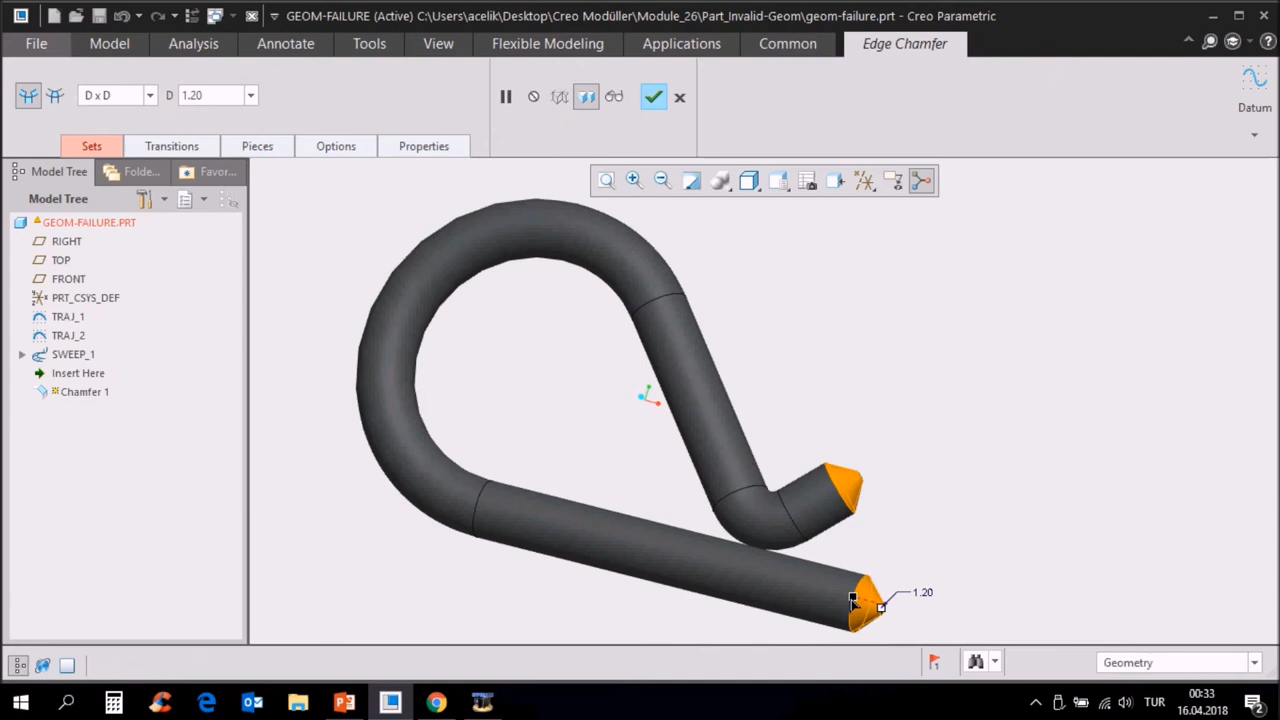 GEOM-FAILURE (Active) C:\Users\acelik\Desktop\Creo Modüller\Module_26\Part_Invalid-Geom\geom-failure.prt - Creo Parametric
File Model Analysis Annotate Tools View Flexible Modeling Applications Common Edge Chamfer
D x D D 1.20
Datum
Sets Transitions Pieces Options Properties
Model Tree Folde... Favor...
Model Tree
GEOM-FAILURE.PRT
RIGHT
TOP
FRONT
PRT_CSYS_DEF
TRAJ_1
TRAJ_2
SWEEP_1
Insert Here
Chamfer 1
1.20
1
Geometry
TUR
00:33
16.04.2018
2